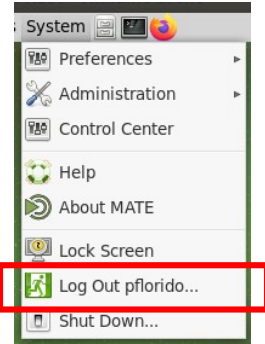 System
Preferences
Administration
Control Center
Help
About MATE
Lock Screen
Log Out pflorido...
Shut Down...